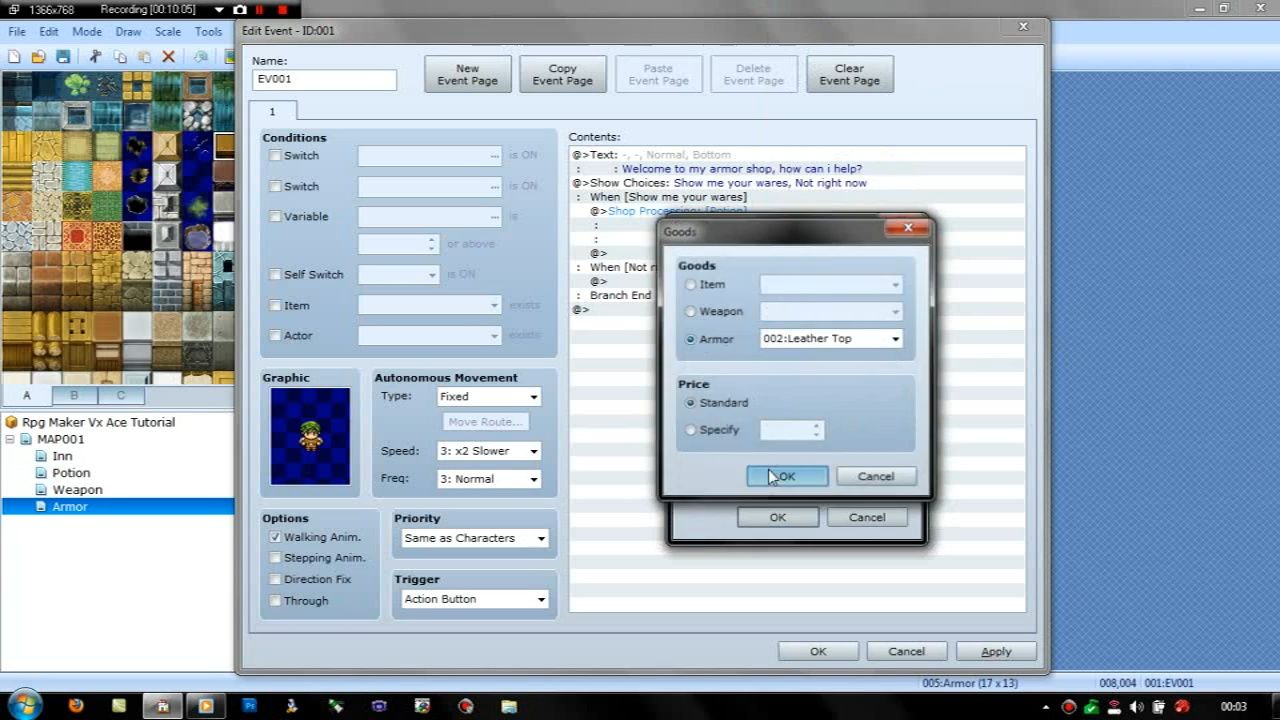 1366x768 Recording [00:10:05]
File Edit Mode Draw Scale Tools
Edit Event - ID:001
Name:
EV001
New Event Page
Copy Event Page
Paste Event Page
Delete Event Page
Clear Event Page
1
Conditions
Switch ... is ON
Switch ... is ON
Variable ... is
or above
Self Switch is ON
Item exists
Actor exists
Graphic
Autonomous Movement
Type: Fixed
Move Route...
Speed: 3: x2 Slower
Freq: 3: Normal
Options
Walking Anim.
Stepping Anim.
Direction Fix
Through
Priority
Same as Characters
Trigger
Action Button
Contents:
@>Text: -, -, Normal, Bottom
: : Welcome to my armor shop, how can i help?
@>Show Choices: Show me your wares, Not right now
: When [Show me your wares]
@>Shop Processing: [Potion]
:
:
@>
: When [Not r
@>
: Branch End
@>
Goods
Goods
Item
Weapon
Armor 002:Leather Top
Price
Standard
Specify
OK Cancel
OK Cancel
OK Cancel Apply
A B C
Rpg Maker Vx Ace Tutorial
MAP001
Inn
Potion
Weapon
Armor
005:Armor (17 x 13) 008,004 001:EV001
00:03